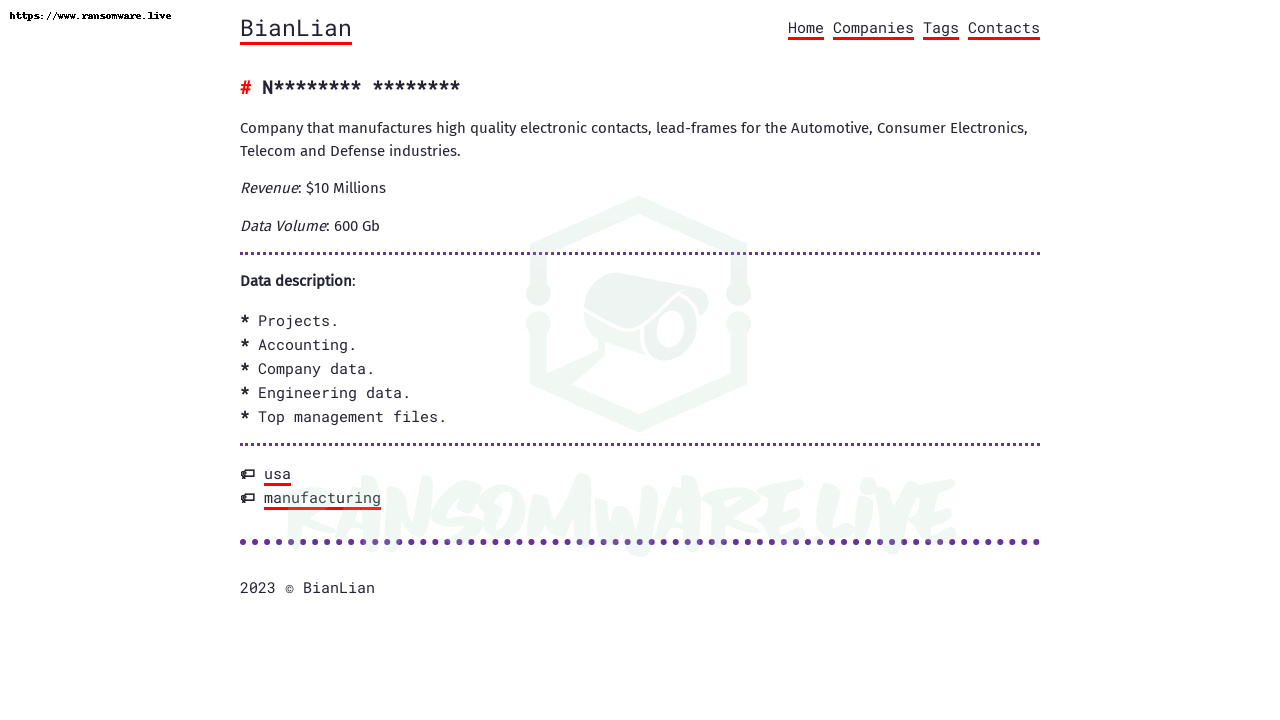 https://www.ransomware.live
BianLian
Home Companies Tags Contacts
# N******** ********
Company that manufactures high quality electronic contacts, lead-frames for the Automotive, Consumer Electronics,
Telecom and Defense industries.
Revenue: $10 Millions
Data Volume: 600 Gb
Data description:
* Projects.
* Accounting.
* Company data.
* Engineering data.
* Top management files.
usa
manufacturing
RANSOMWARE LIVE
2023 © BianLian